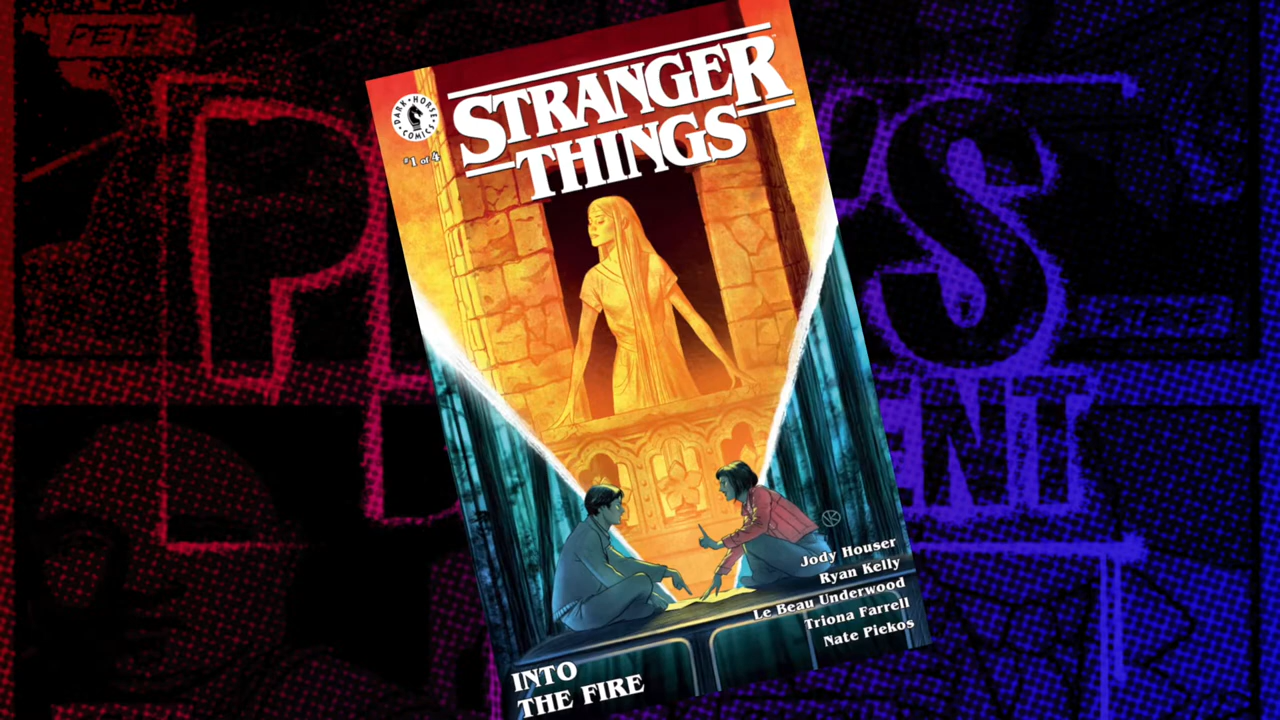 PETE
STRANGER
THINGS
DARK HORSE COMICS
#1 of 4
Jody Houser
Ryan Kelly
Le Beau Underwood
Triona Farrell
Nate Piekos
INTO
THE FIRE